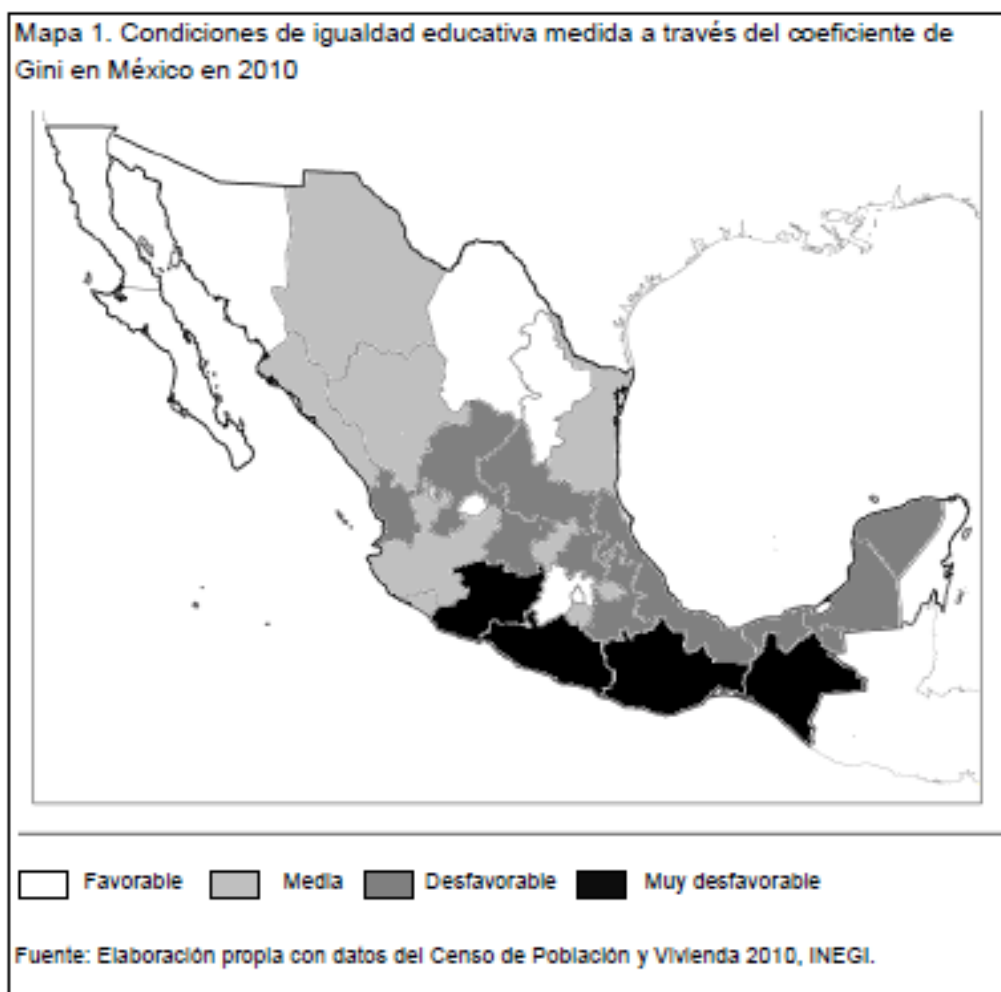 Mapa 1. Condiciones de igualdad educativa medida a través del coeficiente de
Gini en México en 2010
Favorable Media Desfavorable Muy desfavorable
Fuente: Elaboración propia con datos del Censo de Población y Vivienda 2010, INEGI.